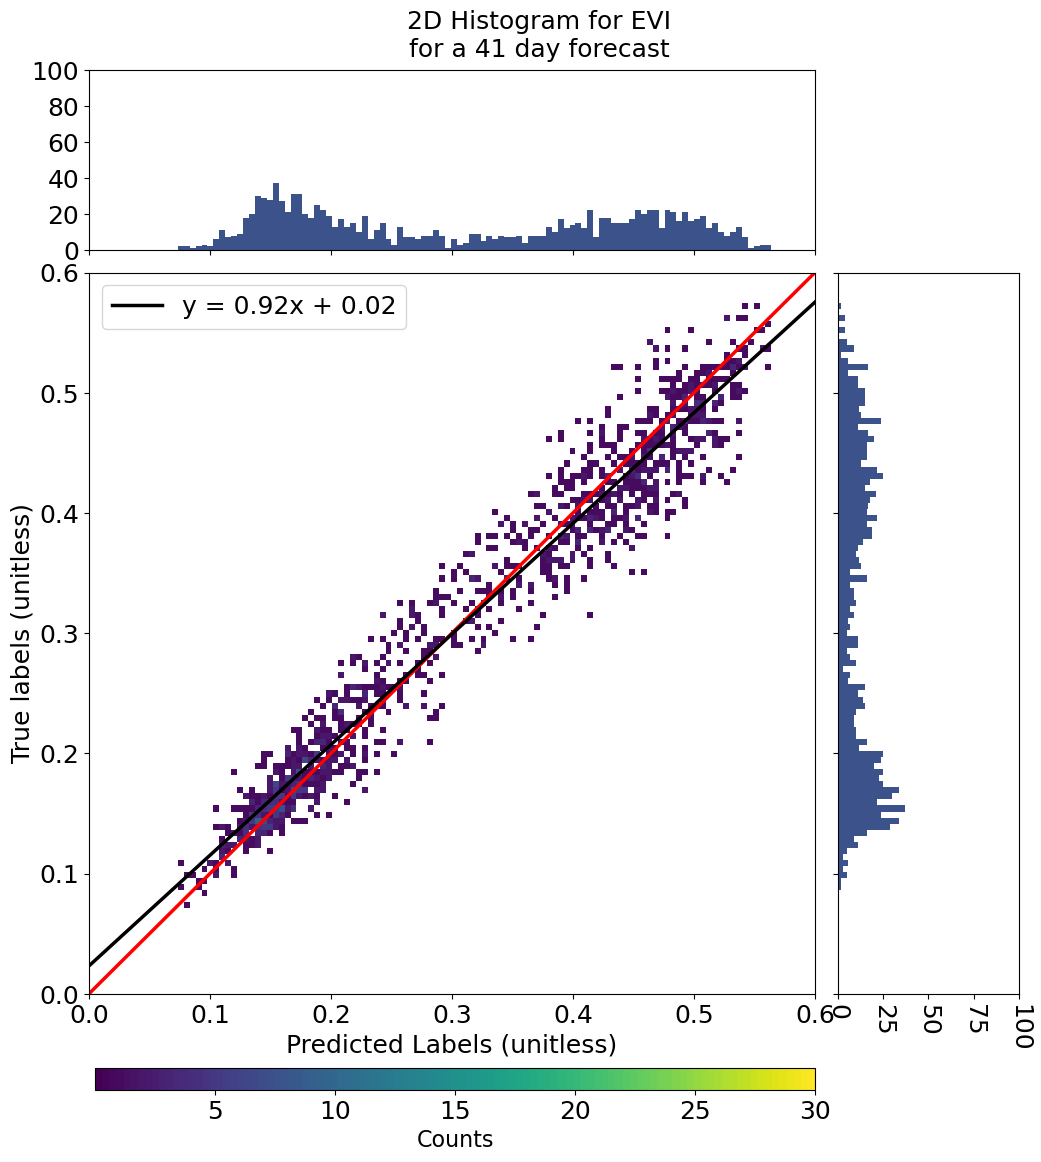 2D Histogram for EVI
for a 41 day forecast
100
80
60
40
20
0
0.6
0.5
0.4
0.3
0.2
0.1
0.0
True labels (unitless)
y = 0.92x + 0.02
0.0 0.1 0.2 0.3 0.4 0.5 0.6
Predicted Labels (unitless)
0 25 50 75 100
5 10 15 20 25 30
Counts